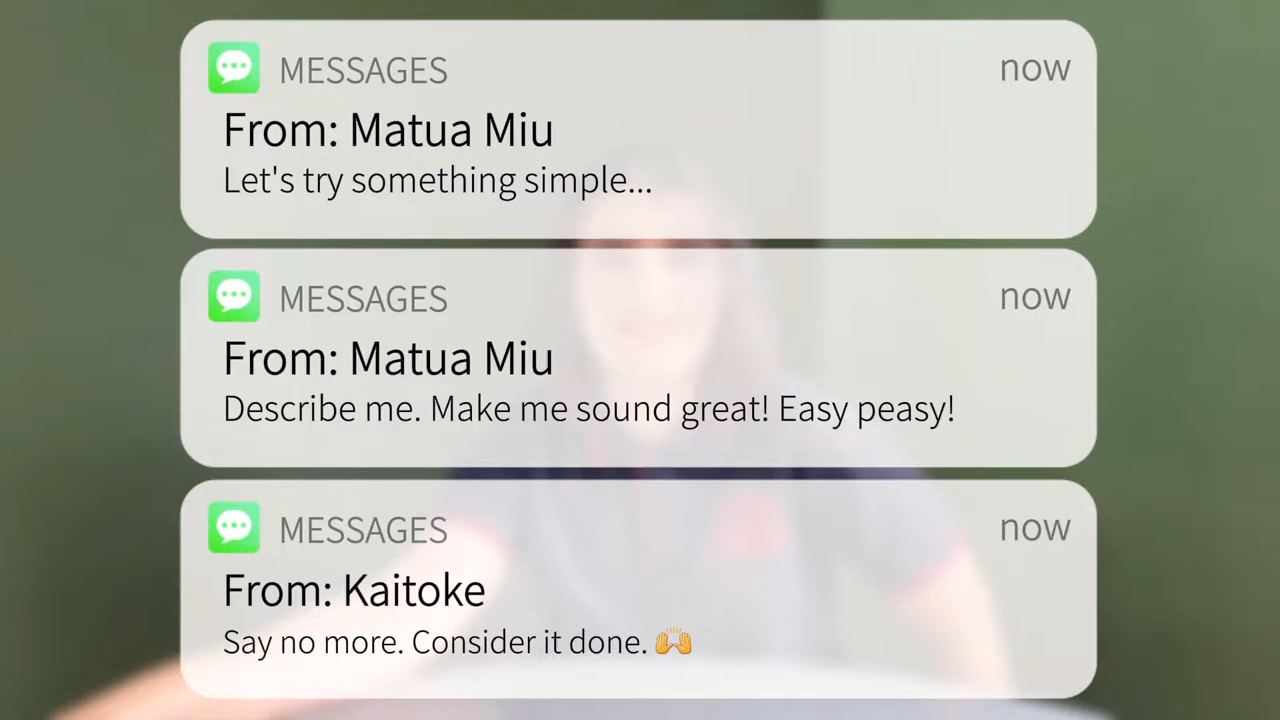 MESSAGES now
From: Matua Miu
Let's try something simple...
MESSAGES now
From: Matua Miu
Describe me. Make me sound great! Easy peasy!
MESSAGES now
From: Kaitoke
Say no more. Consider it done. 🙌